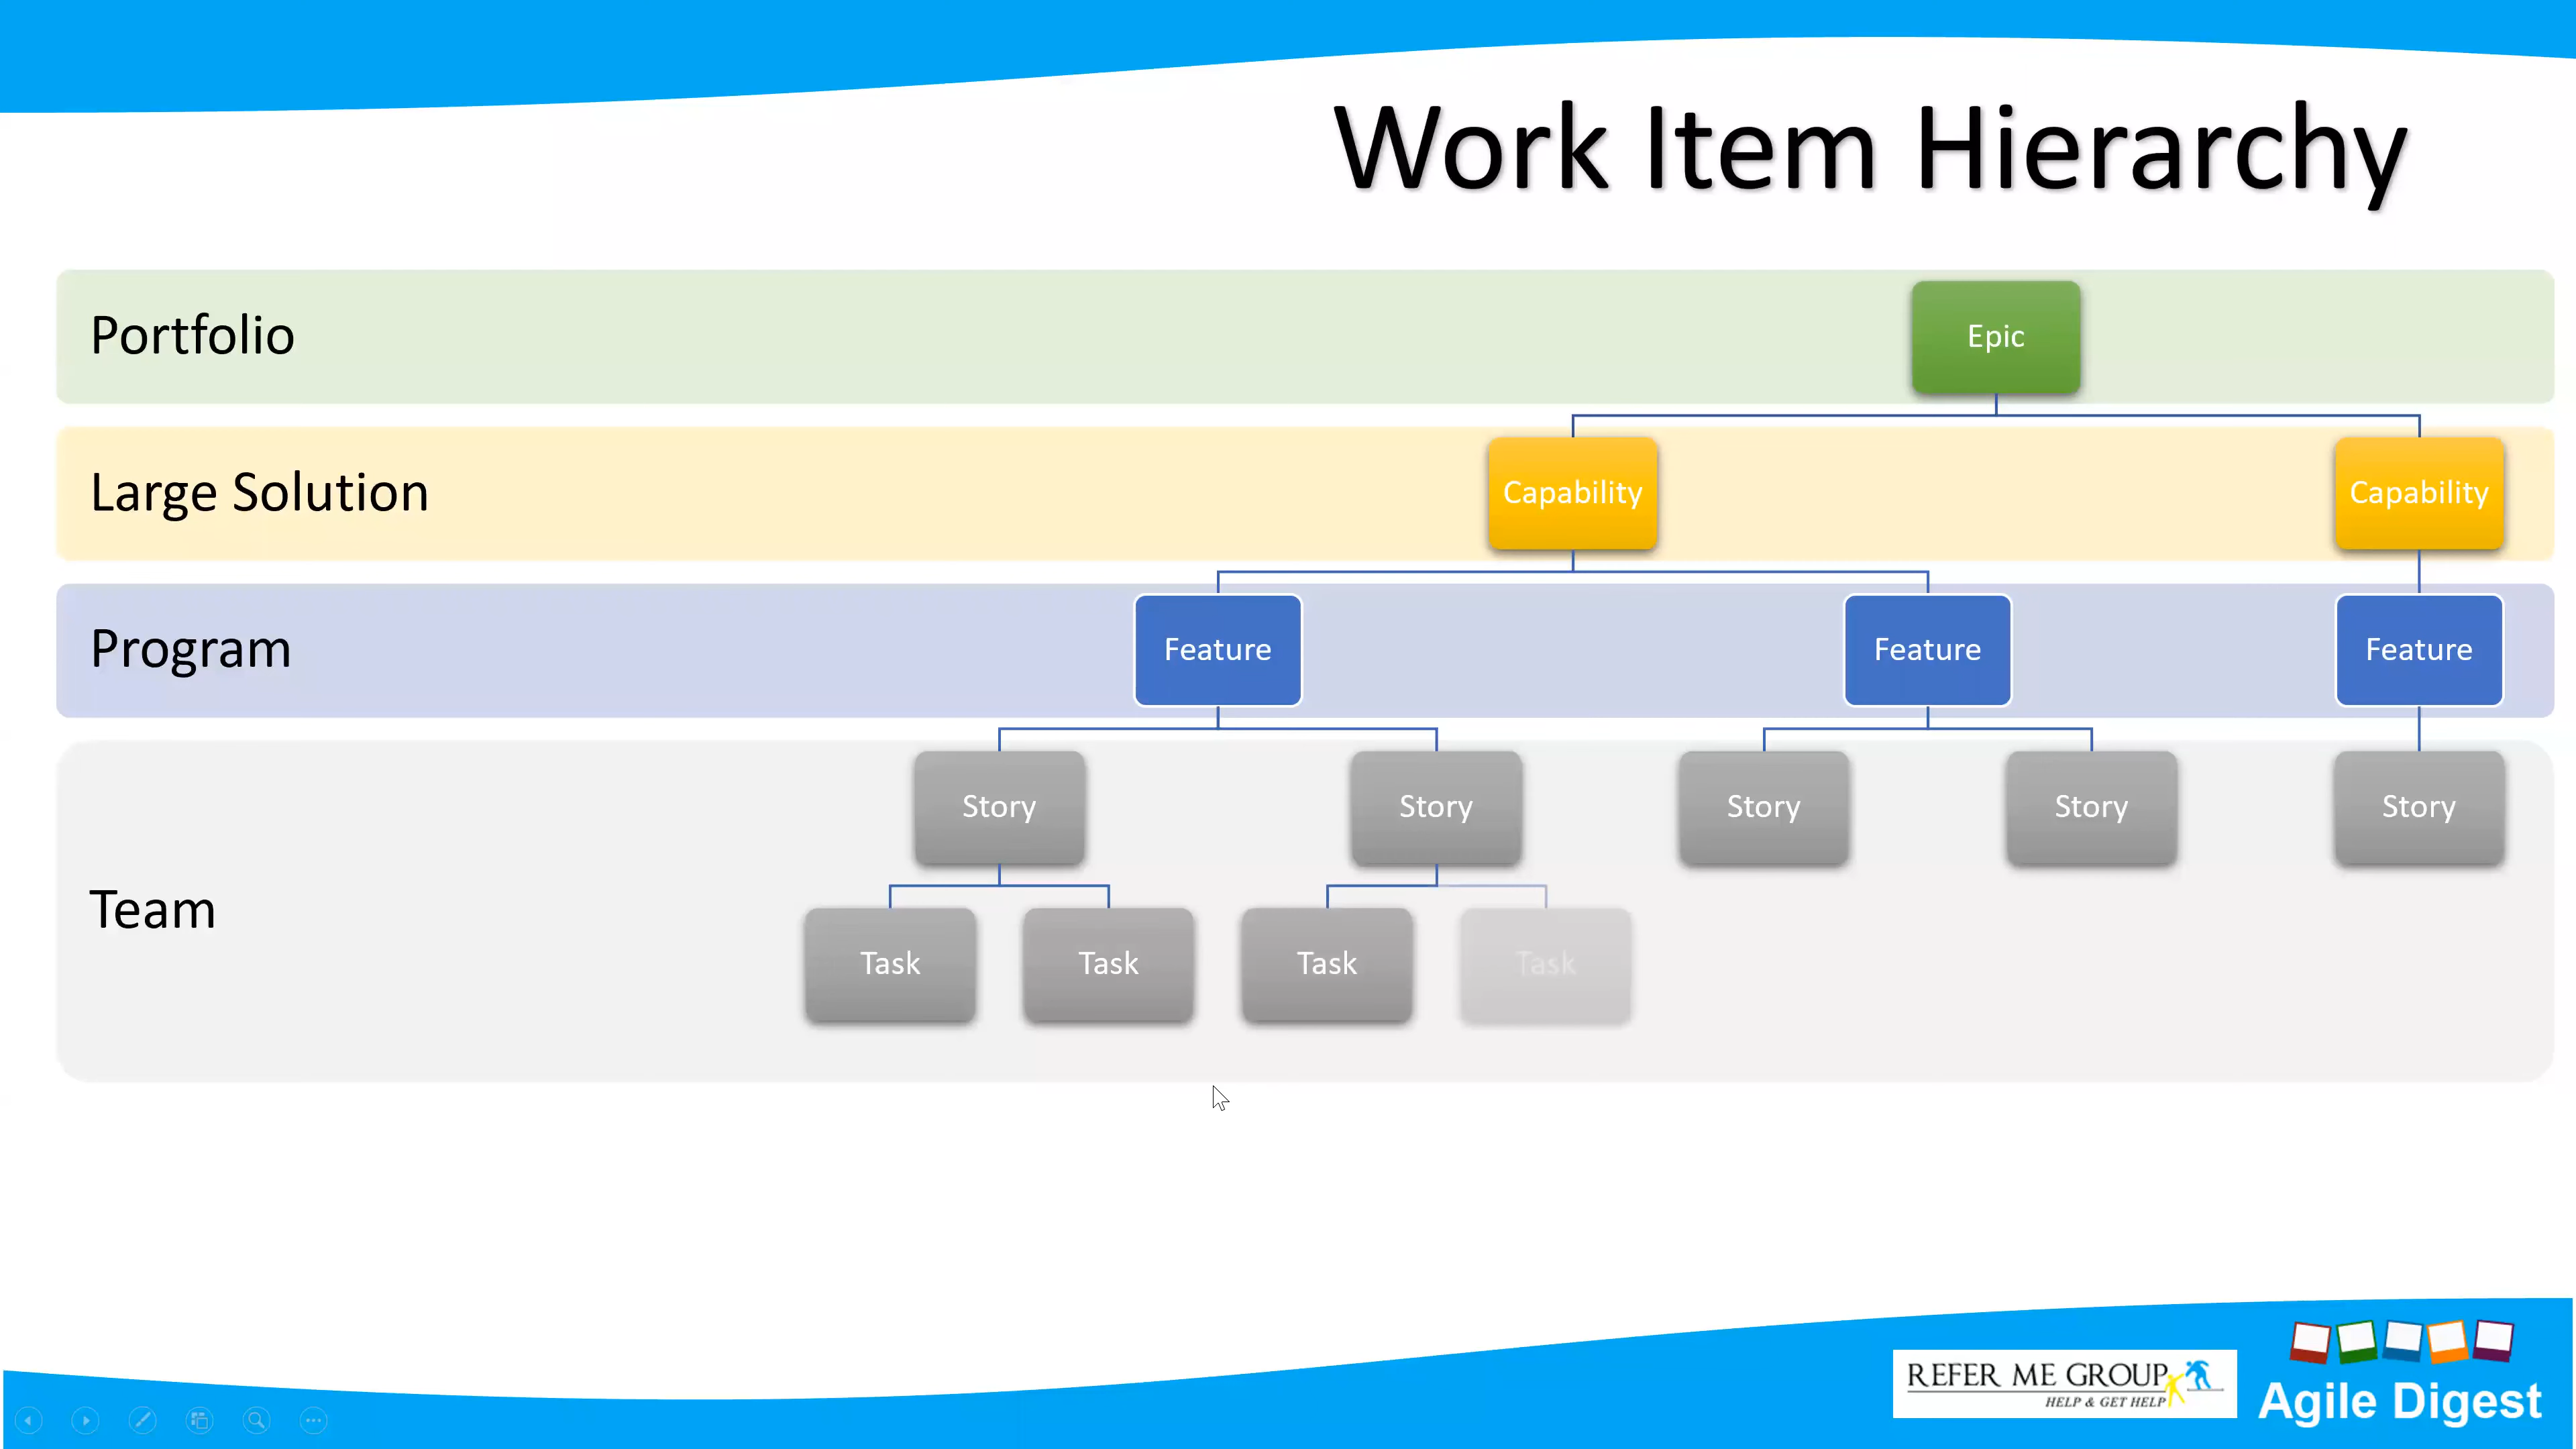 Work Item Hierarchy
Portfolio
Epic
Large Solution
Capability
Capability
Program
Feature
Feature
Feature
Team
Story
Story
Story
Story
Story
Task
Task
Task
Task
REFER ME GROUP
HELP & GET HELP
Agile Digest